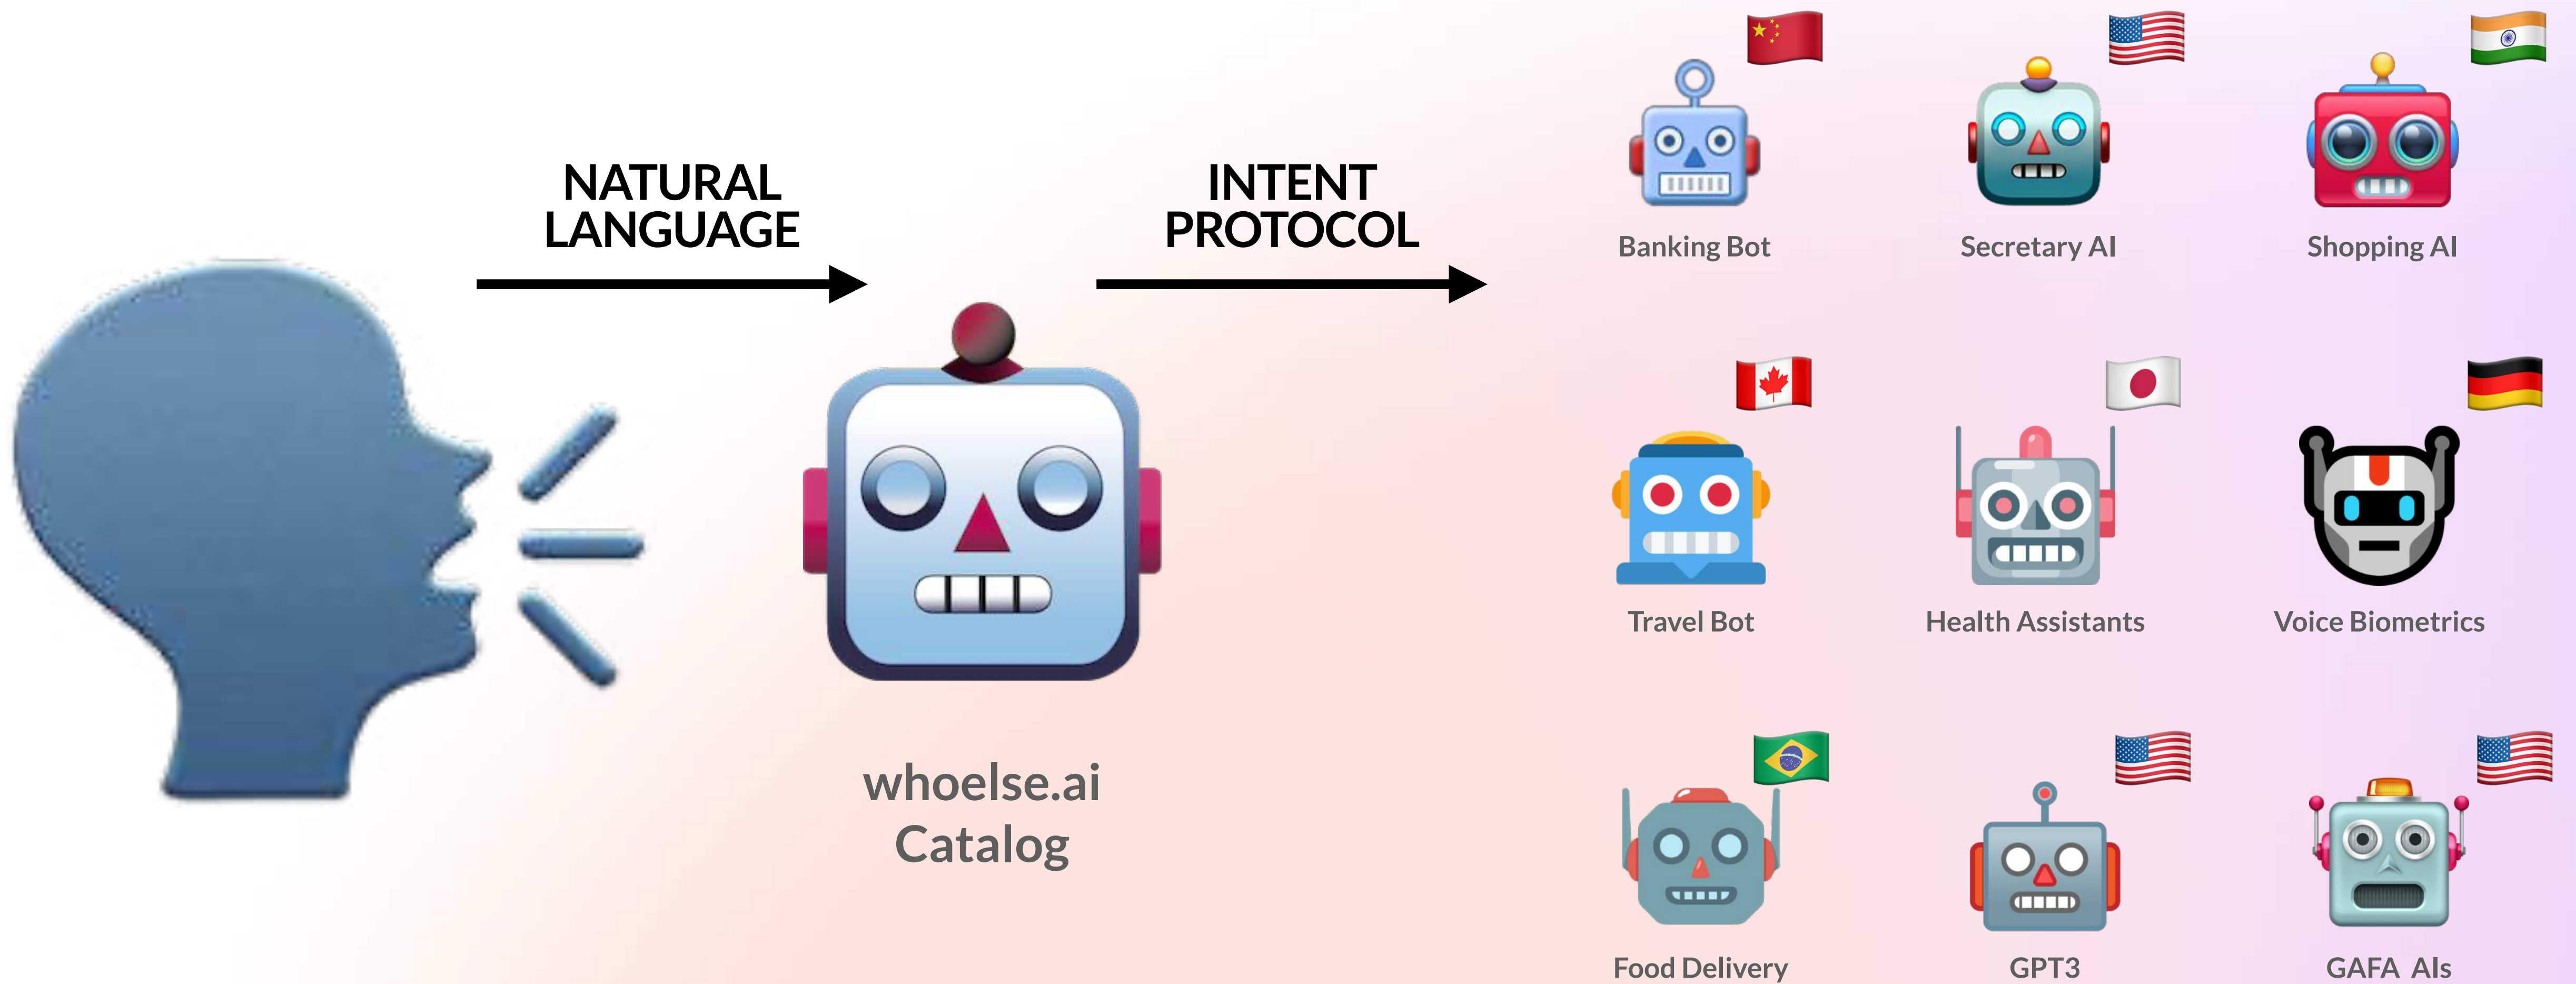 NATURAL
LANGUAGE
INTENT
PROTOCOL
whoelse.ai
Catalog
Banking Bot
Secretary AI
Shopping AI
Travel Bot
Health Assistants
Voice Biometrics
Food Delivery
GPT3
GAFA AIs